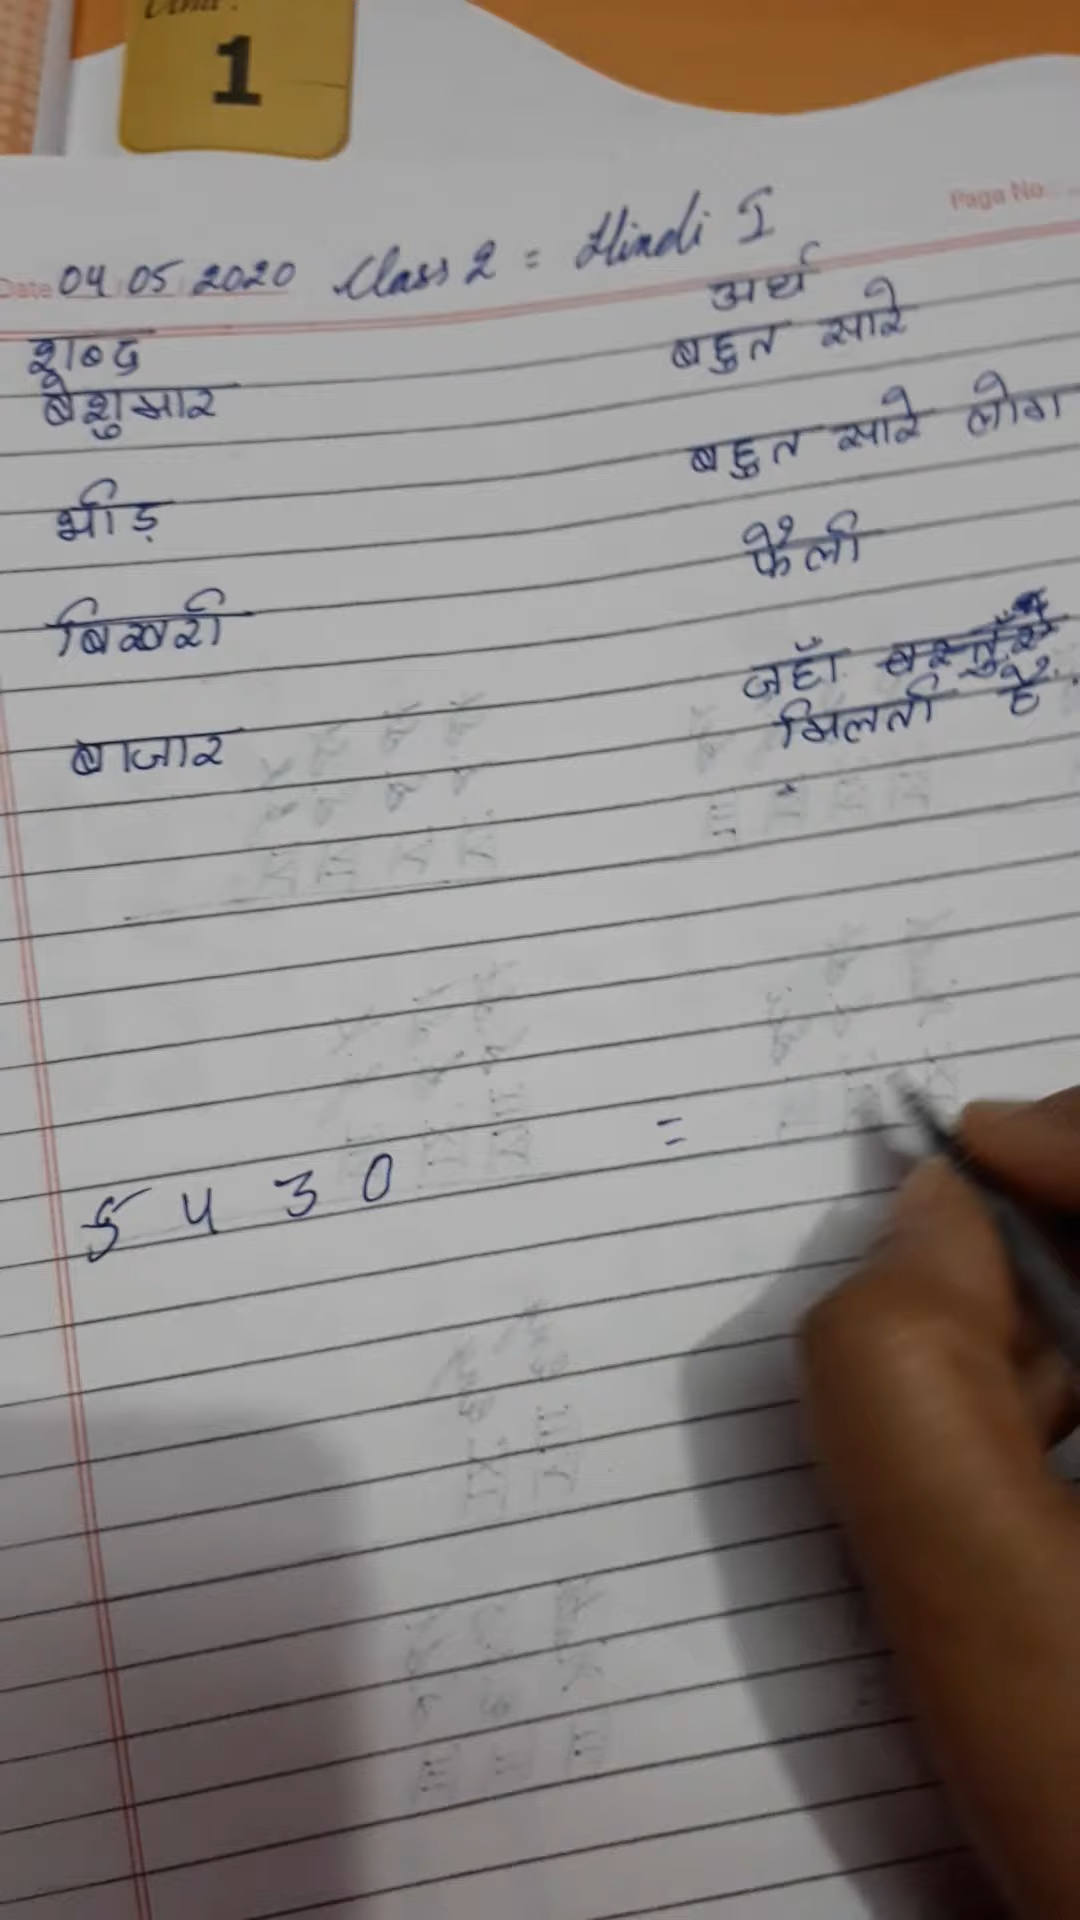 1
Page No.
Date 04 05 2020 Class 2 = Hindi I
शब्द अर्थ
बेशुमार बहुत सारे
भीड़ बहुत सारे लोग
बिखरी फैली
जहाँ वस्तुएँ
बाजार मिलती है.
5 4 3 0 =